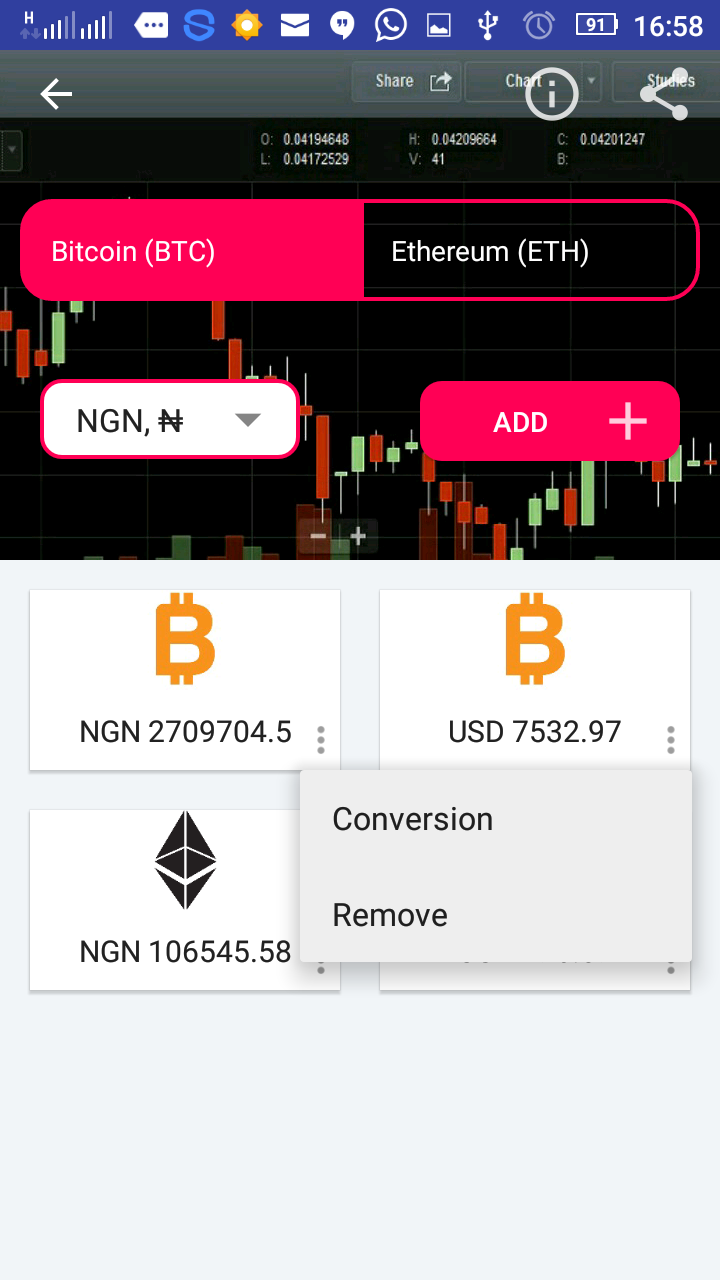 H
91 16:58
Share Chart Studies
O: 0.04194648 H: 0.04209664 C: 0.04201247
L: 0.04172529 V: 41 B:
Bitcoin (BTC) Ethereum (ETH)
NGN, ₦ ADD +
− +
NGN 2709704.5 USD 7532.97
Conversion
Remove
NGN 106545.58